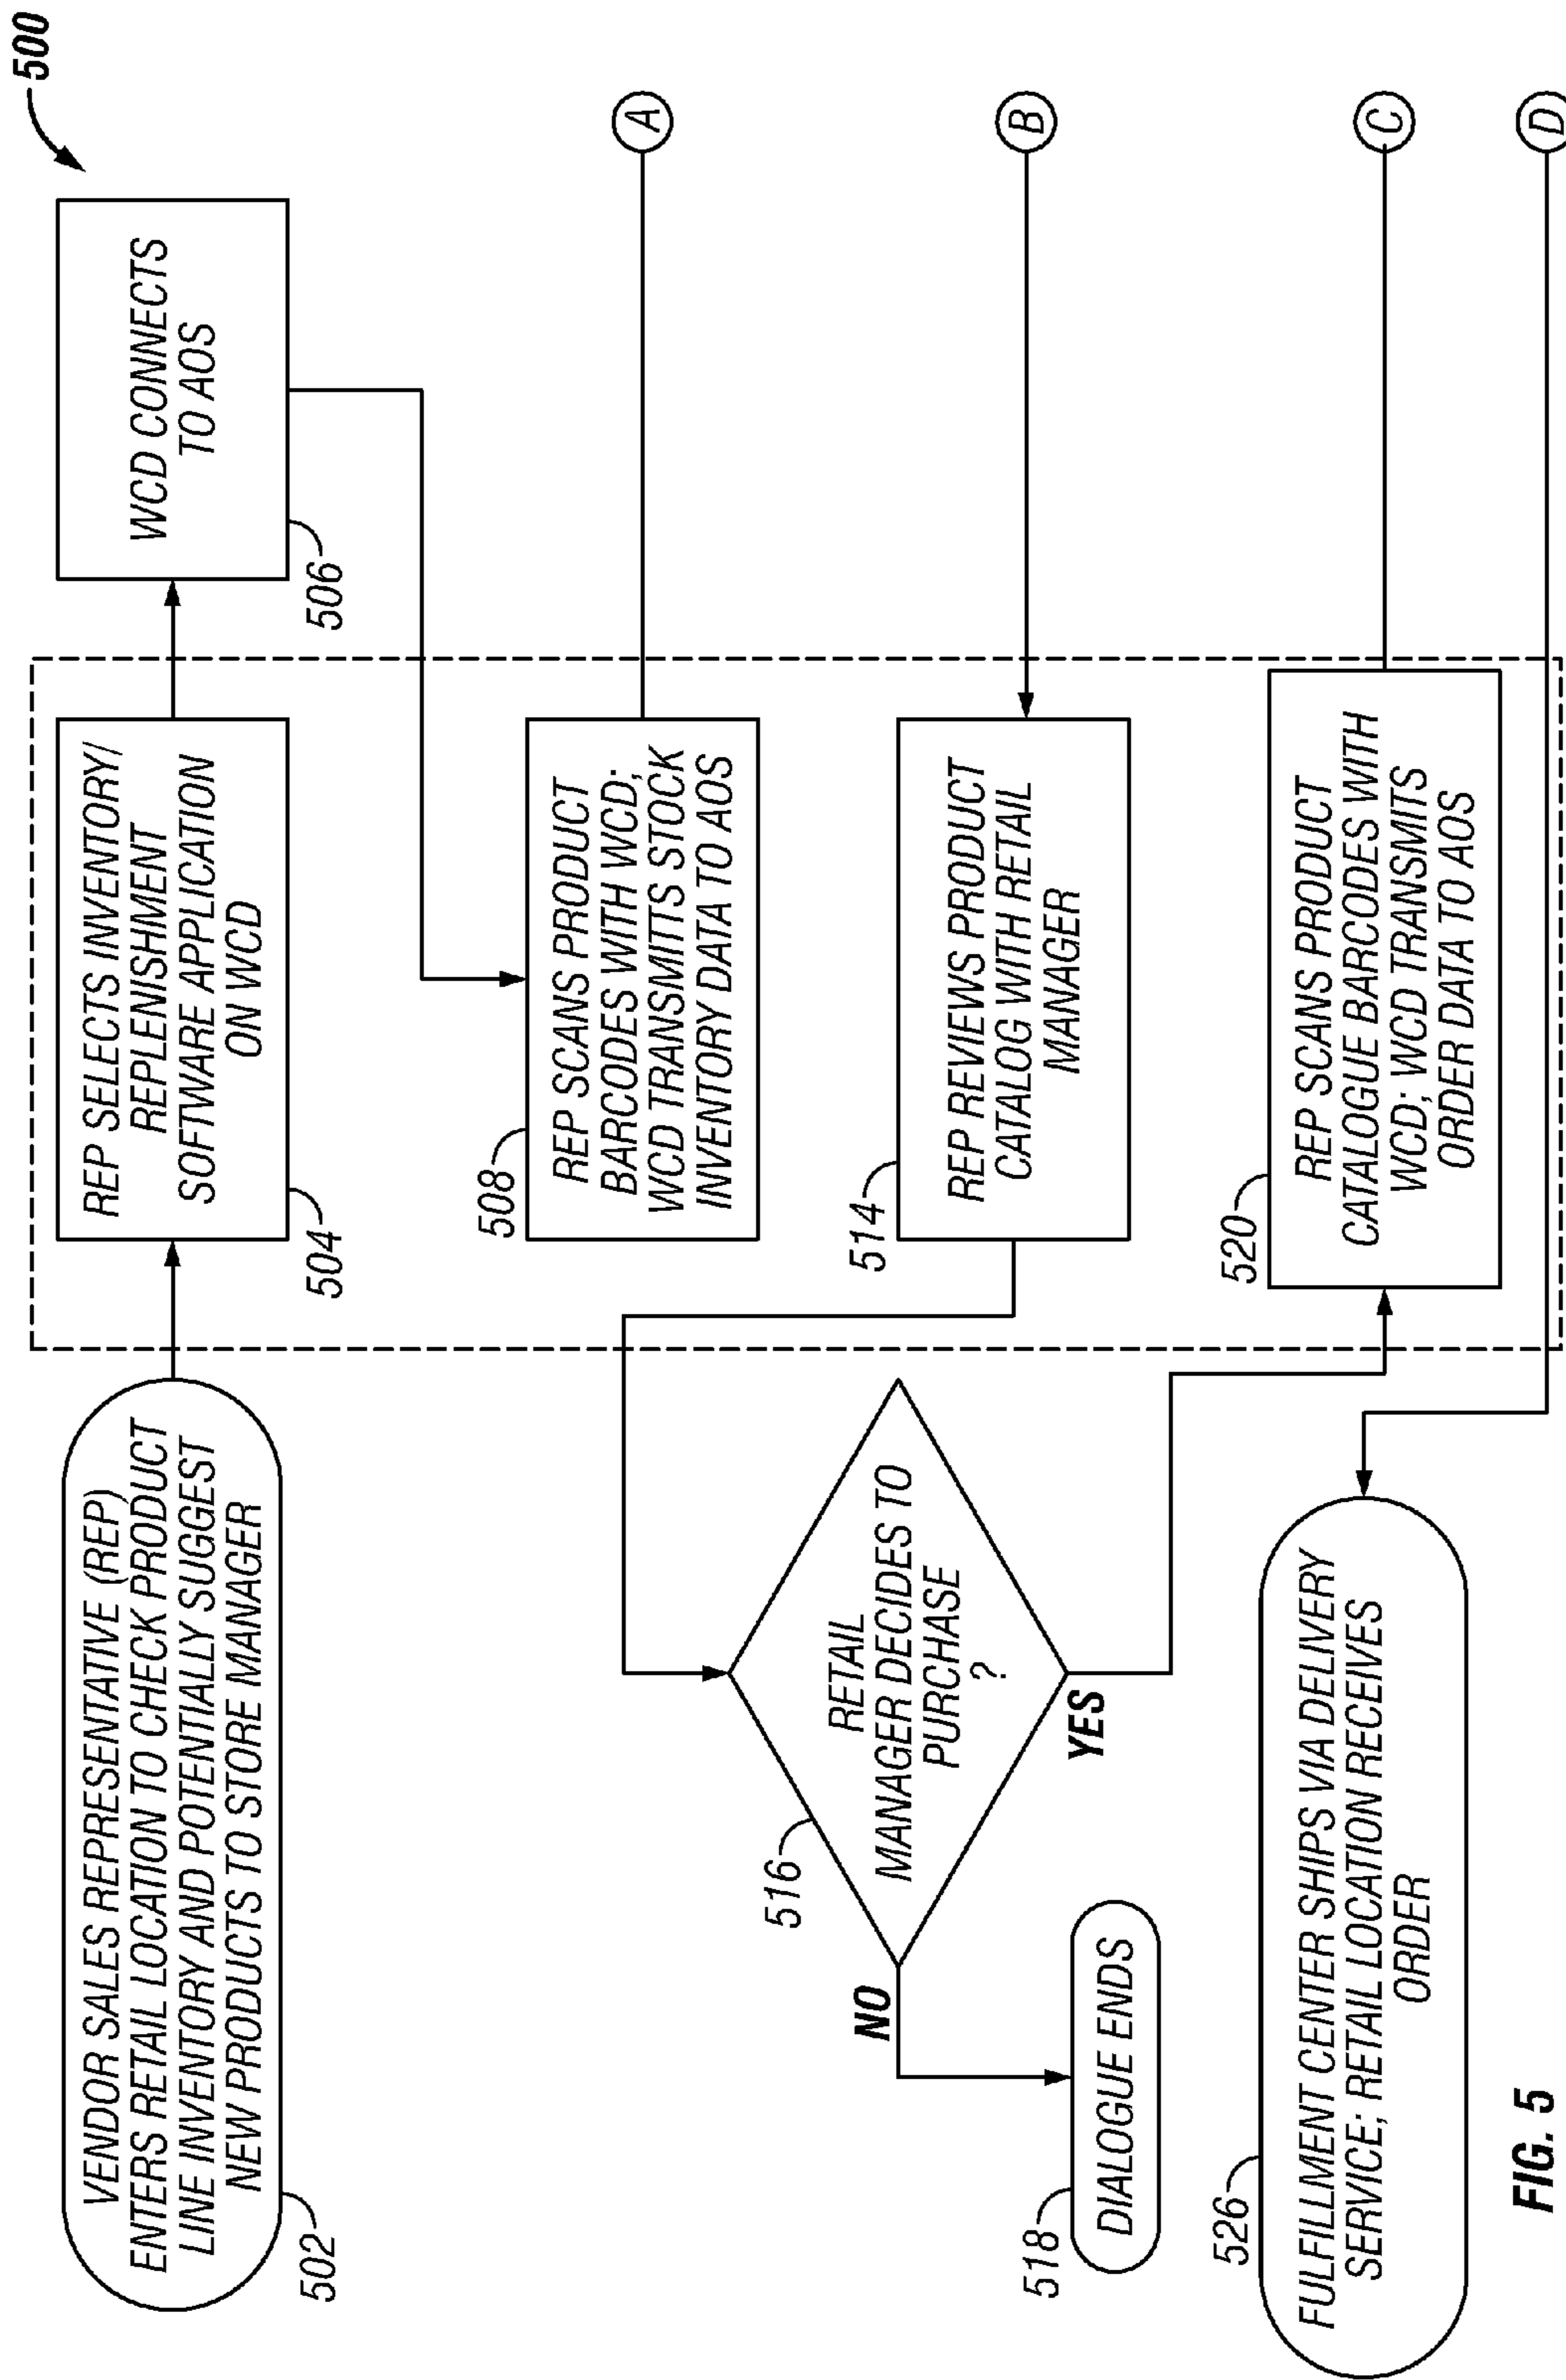 500
VENDOR SALES REPRESENTATIVE (REP)
ENTERS RETAIL LOCATION TO CHECK PRODUCT
LINE INVENTORY AND POTENTIALLY SUGGEST
NEW PRODUCTS TO STORE MANAGER
502
REP SELECTS INVENTORY/
REPLENISHMENT
SOFTWARE APPLICATION
ON WCD
504
WCD CONNECTS
TO AOS
506
508
REP SCANS PRODUCT
BARCODES WITH WCD;
WCD TRANSMITTS STOCK
INVENTORY DATA TO AOS
A
514
REP REVIEWS PRODUCT
CATALOG WITH RETAIL
MANAGER
B
516
RETAIL
MANAGER DECIDES TO
PURCHASE
?
NO
YES
518
DIALOGUE ENDS
520
REP SCANS PRODUCT
CATALOGUE BARCODES WITH
WCD; WCD TRANSMITS
ORDER DATA TO AOS
C
526
FULFILLMENT CENTER SHIPS VIA DELIVERY
SERVICE; RETAIL LOCATION RECEIVES
ORDER
D
FIG. 5